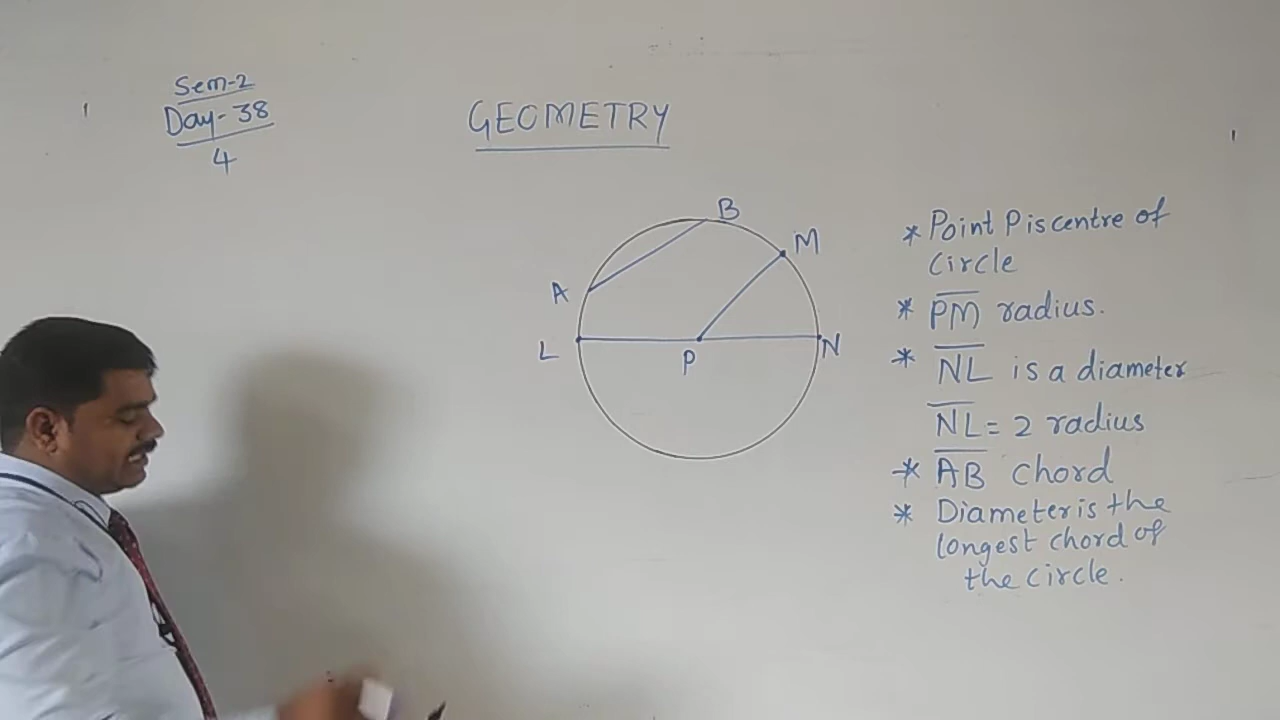 Sem-2
Day-38
4
GEOMETRY
B
M
A
L
P
N
* Point P is centre of
circle
* PM radius.
* NL is a diameter
NL = 2 radius
* AB chord
* Diameter is the
longest chord of
the circle.